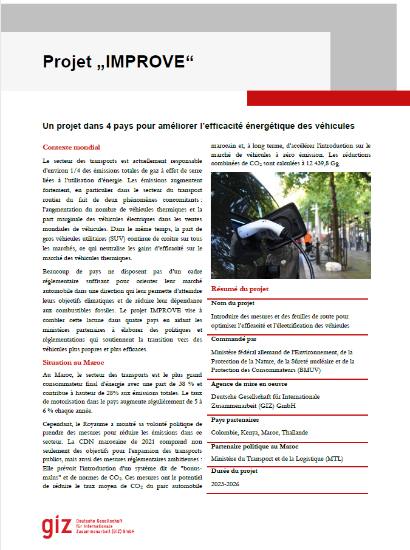 Projet „IMPROVE“
Un projet dans 4 pays pour améliorer l'efficacité énergétique des véhicules
Contexte mondial
Le secteur des transports est actuellement responsable
d'environ 1/4 des émissions totales de gaz à effet de serre
liées à l'utilisation d'énergie. Les émissions augmentent
fortement, en particulier dans le secteur du transport
routier du fait de deux phénomènes concomitants :
l'augmentation du nombre de véhicules thermiques et la
part marginale des véhicules électriques dans les ventes
mondiales de véhicules. Dans le même temps, la part de
gros véhicules utilitaires (SUV) continue de croître sur tous
les marchés, ce qui neutralise les gains d'efficacité sur le
marché des véhicules thermiques.
Beaucoup de pays ne disposent pas d'un cadre
réglementaire suffisant pour orienter leur marché
automobile dans une direction qui leur permette d'atteindre
leurs objectifs climatiques et de réduire leur dépendance
aux combustibles fossiles. Le projet IMPROVE vise à
combler cette lacune dans quatre pays en aidant les
ministères partenaires à élaborer des politiques et
réglementations qui soutiennent la transition vers des
véhicules plus propres et plus efficaces.
Situation au Maroc
Au Maroc, le secteur des transports est le plus grand
consommateur final d'énergie avec une part de 38 % et
contribue à hauteur de 28% aux émissions totales. Le taux
de motorisation dans le pays augmente régulièrement de 5 à
6 % chaque année.
Cependant, le Royaume a montré sa volonté politique de
prendre des mesures pour réduire les émissions dans ce
secteur. La CDN marocaine de 2021 comprend non
seulement des objectifs pour l'expansion des transports
publics, mais aussi des mesures réglementaires ambitieuses :
Elle prévoit l'introduction d'un système dit de "bonus-
malus" et de normes de CO₂. Ces mesures ont le potentiel
de réduire le taux moyen de CO₂ du parc automobile
marocain et, à long terme, d'accélérer l'introduction sur le
marché de véhicules à zéro émission. Les réductions
combinées de CO₂ sont calculées à 12 439,8 Gg.
Résumé du projet
Nom du projet
Introduire des mesures et des feuilles de route pour
optimiser l'efficacité et l'électrification des véhicules
Commandé par
Ministère fédéral allemand de l'Environnement, de la
Protection de la Nature, de la Sûreté nucléaire et de la
Protection des Consommateurs (BMUV)
Agence de mise en oeuvre
Deutsche Gesellschaft für Internationale
Zusammenarbeit (GIZ) GmbH
Pays partenaires
Colombie, Kenya, Maroc, Thaïlande
Partenaire politique au Maroc
Ministère du Transport et de la Logistique (MTL)
Durée du projet
2023-2026
giz
Deutsche Gesellschaft
für Internationale
Zusammenarbeit (GIZ) GmbH